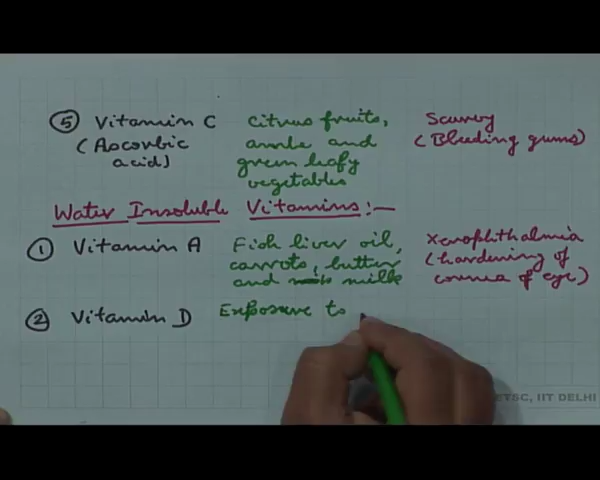 ⑤ Vitamin C Citrus fruits, Scurvy
(Ascorbic amla and (Bleeding gums)
acid) green leafy
vegetables
Water Insoluble Vitamins:-
① Vitamin A Fish liver oil, Xerophthalmia
carrots, butter (hardening of
and milk cornea of eye)
② Vitamin D Exposure to
ETSC, IIT DELHI